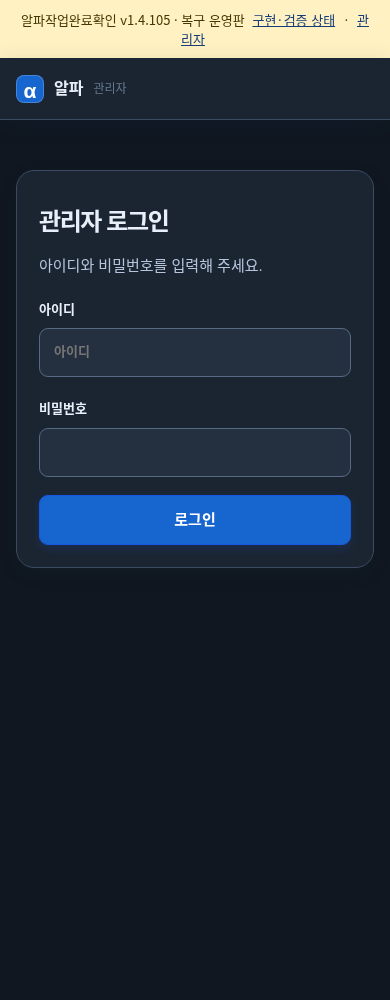 알파작업완료확인 v1.4.105 · 복구 운영판 구현·검증 상태 · 관
리자
α 알파 관리자
관리자 로그인
아이디와 비밀번호를 입력해 주세요.
아이디
아이디
비밀번호
로그인